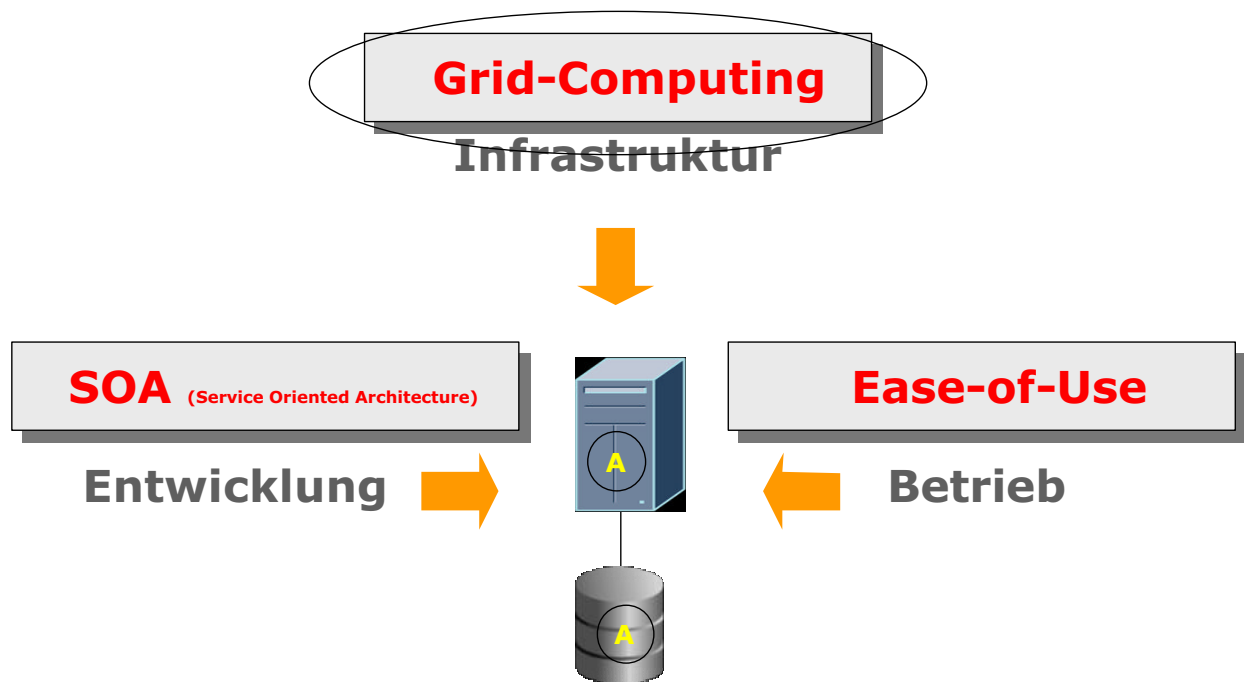 Grid-Computing
Infrastruktur
SOA (Service Oriented Architecture)
Ease-of-Use
Entwicklung
A
Betrieb
A